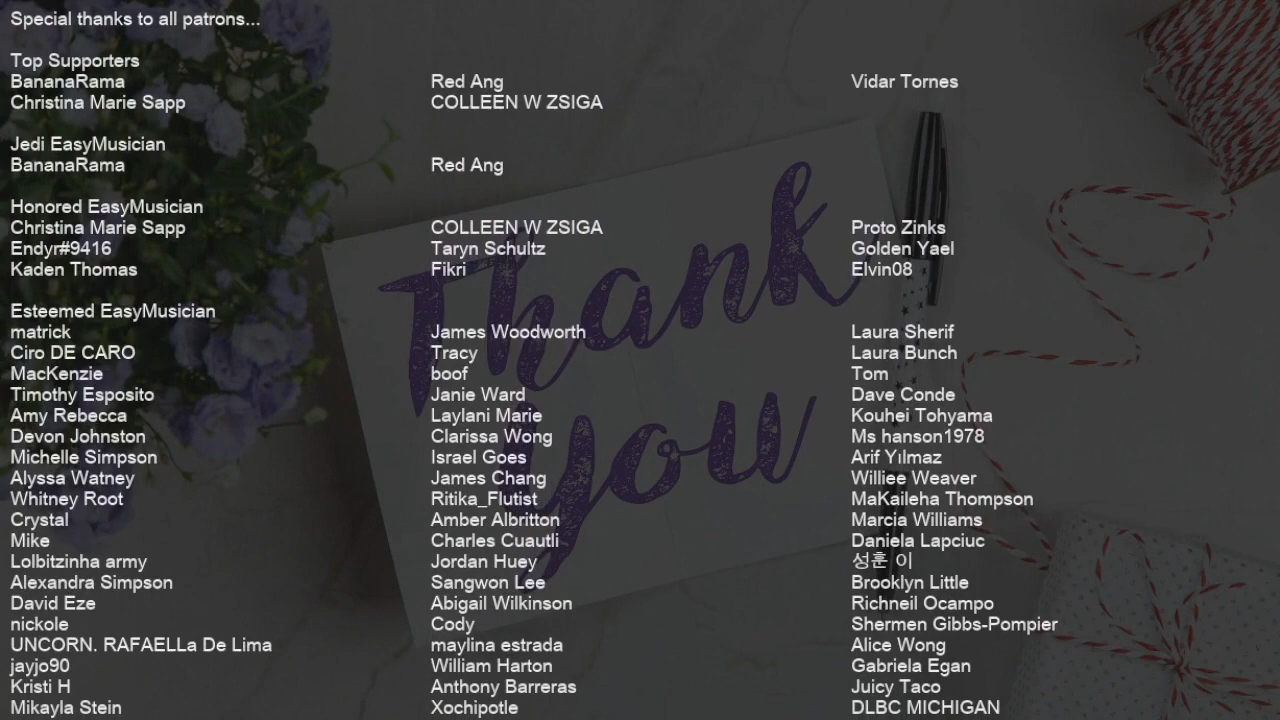 Special thanks to all patrons...
Top Supporters
BananaRama Red Ang Vidar Tornes
Christina Marie Sapp COLLEEN W ZSIGA
Jedi EasyMusician
BananaRama Red Ang
Honored EasyMusician
Christina Marie Sapp COLLEEN W ZSIGA Proto Zinks
Endyr#9416 Taryn Schultz Golden Yael
Kaden Thomas Fikri Elvin08
Esteemed EasyMusician
matrick James Woodworth Laura Sherif
Ciro DE CARO Tracy Laura Bunch
MacKenzie boof Tom
Timothy Esposito Janie Ward Dave Conde
Amy Rebecca Laylani Marie Kouhei Tohyama
Devon Johnston Clarissa Wong Ms hanson1978
Michelle Simpson Israel Goes Arif Yılmaz
Alyssa Watney James Chang Williee Weaver
Whitney Root Ritika_Flutist MaKaileha Thompson
Crystal Amber Albritton Marcia Williams
Mike Charles Cuautli Daniela Lapciuc
Lolbitzinha army Jordan Huey 성훈 이
Alexandra Simpson Sangwon Lee Brooklyn Little
David Eze Abigail Wilkinson Richneil Ocampo
nickole Cody Shermen Gibbs-Pompier
UNCORN. RAFAELLa De Lima maylina estrada Alice Wong
jayjo90 William Harton Gabriela Egan
Kristi H Anthony Barreras Juicy Taco
Mikayla Stein Xochipotle DLBC MICHIGAN
Thank
you